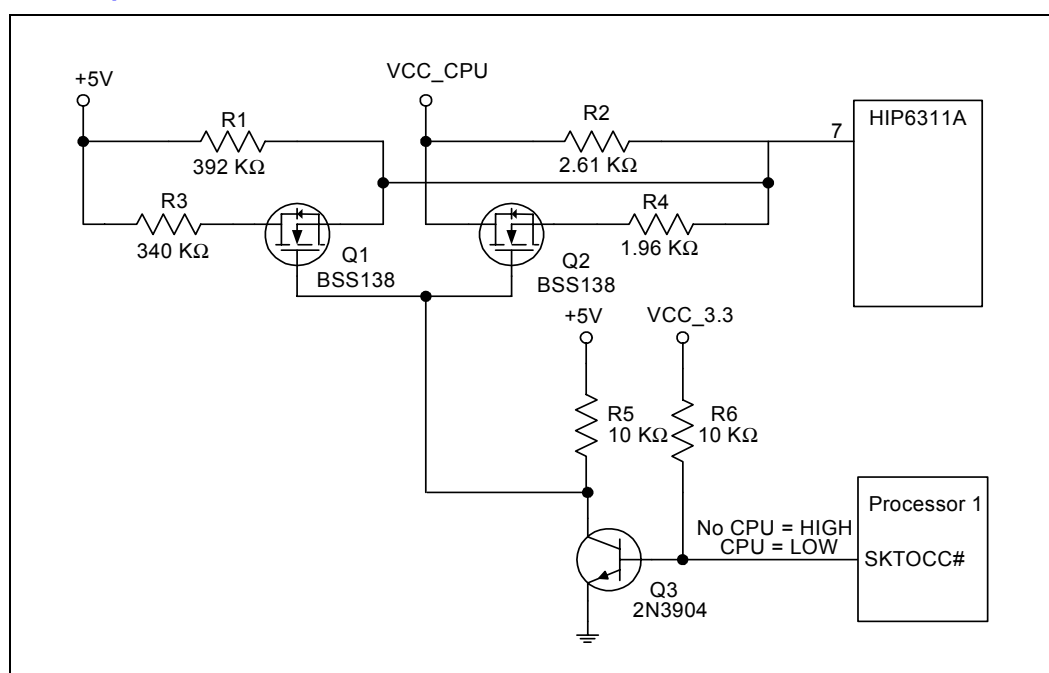 +5V
VCC_CPU
R1
392 KΩ
R2
2.61 KΩ
7
HIP6311A
R3
340 KΩ
Q1
BSS138
R4
1.96 KΩ
Q2
BSS138
+5V
VCC_3.3
R5
10 KΩ
R6
10 KΩ
Processor 1
No CPU = HIGH
CPU = LOW
SKTOCC#
Q3
2N3904